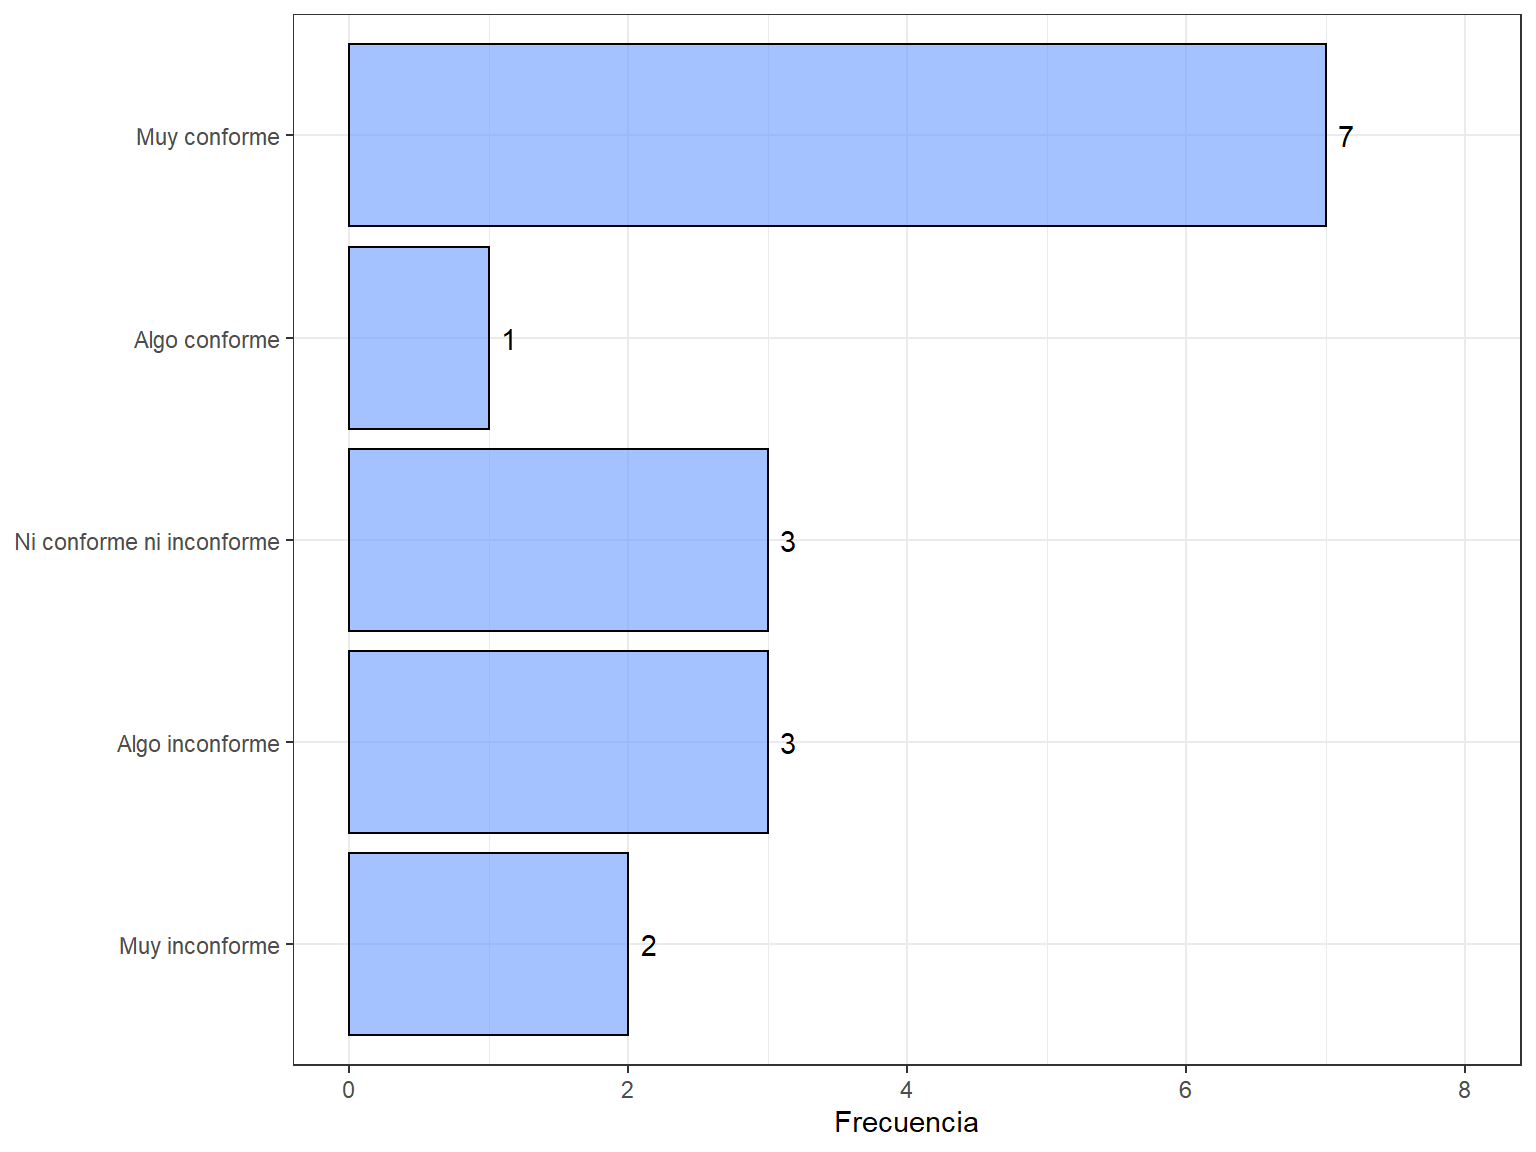 Muy conforme
7
Algo conforme
1
Ni conforme ni inconforme
3
Algo inconforme
3
Muy inconforme
2
0 2 4 6 8
Frecuencia